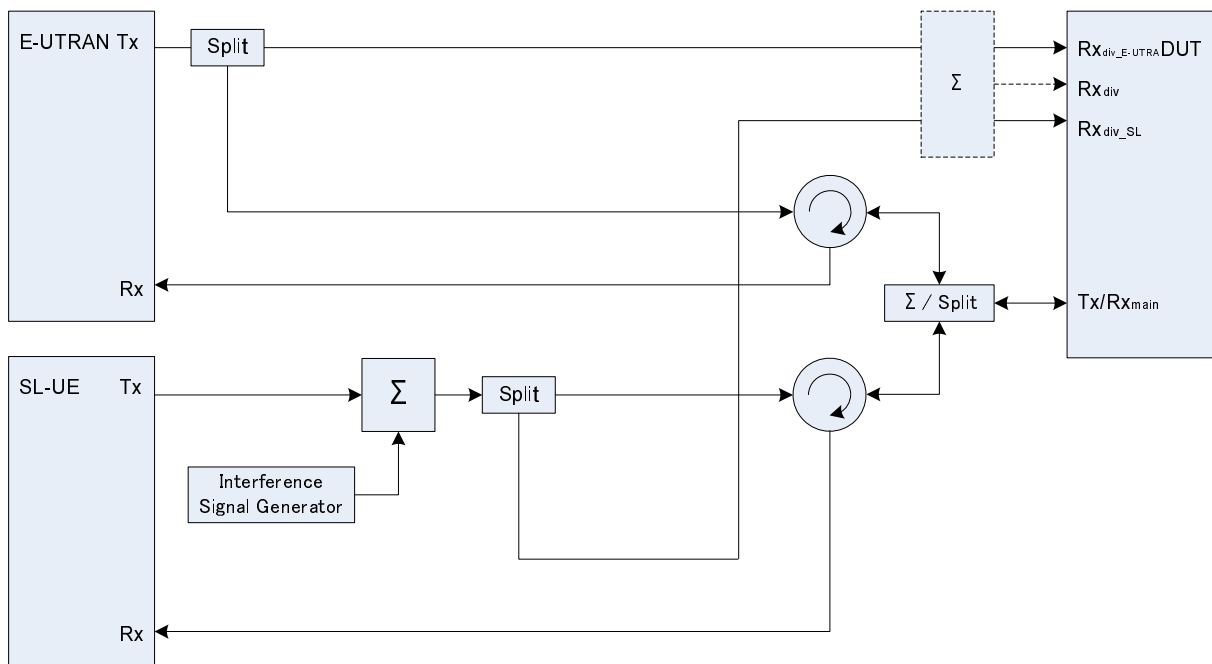 E-UTRAN Tx
Split
Σ
Rxdiv_E-UTRA DUT
Rxdiv
Rxdiv_SL
Rx
Σ / Split
Tx/Rxmain
SL-UE Tx
Σ
Split
Interference
Signal Generator
Rx